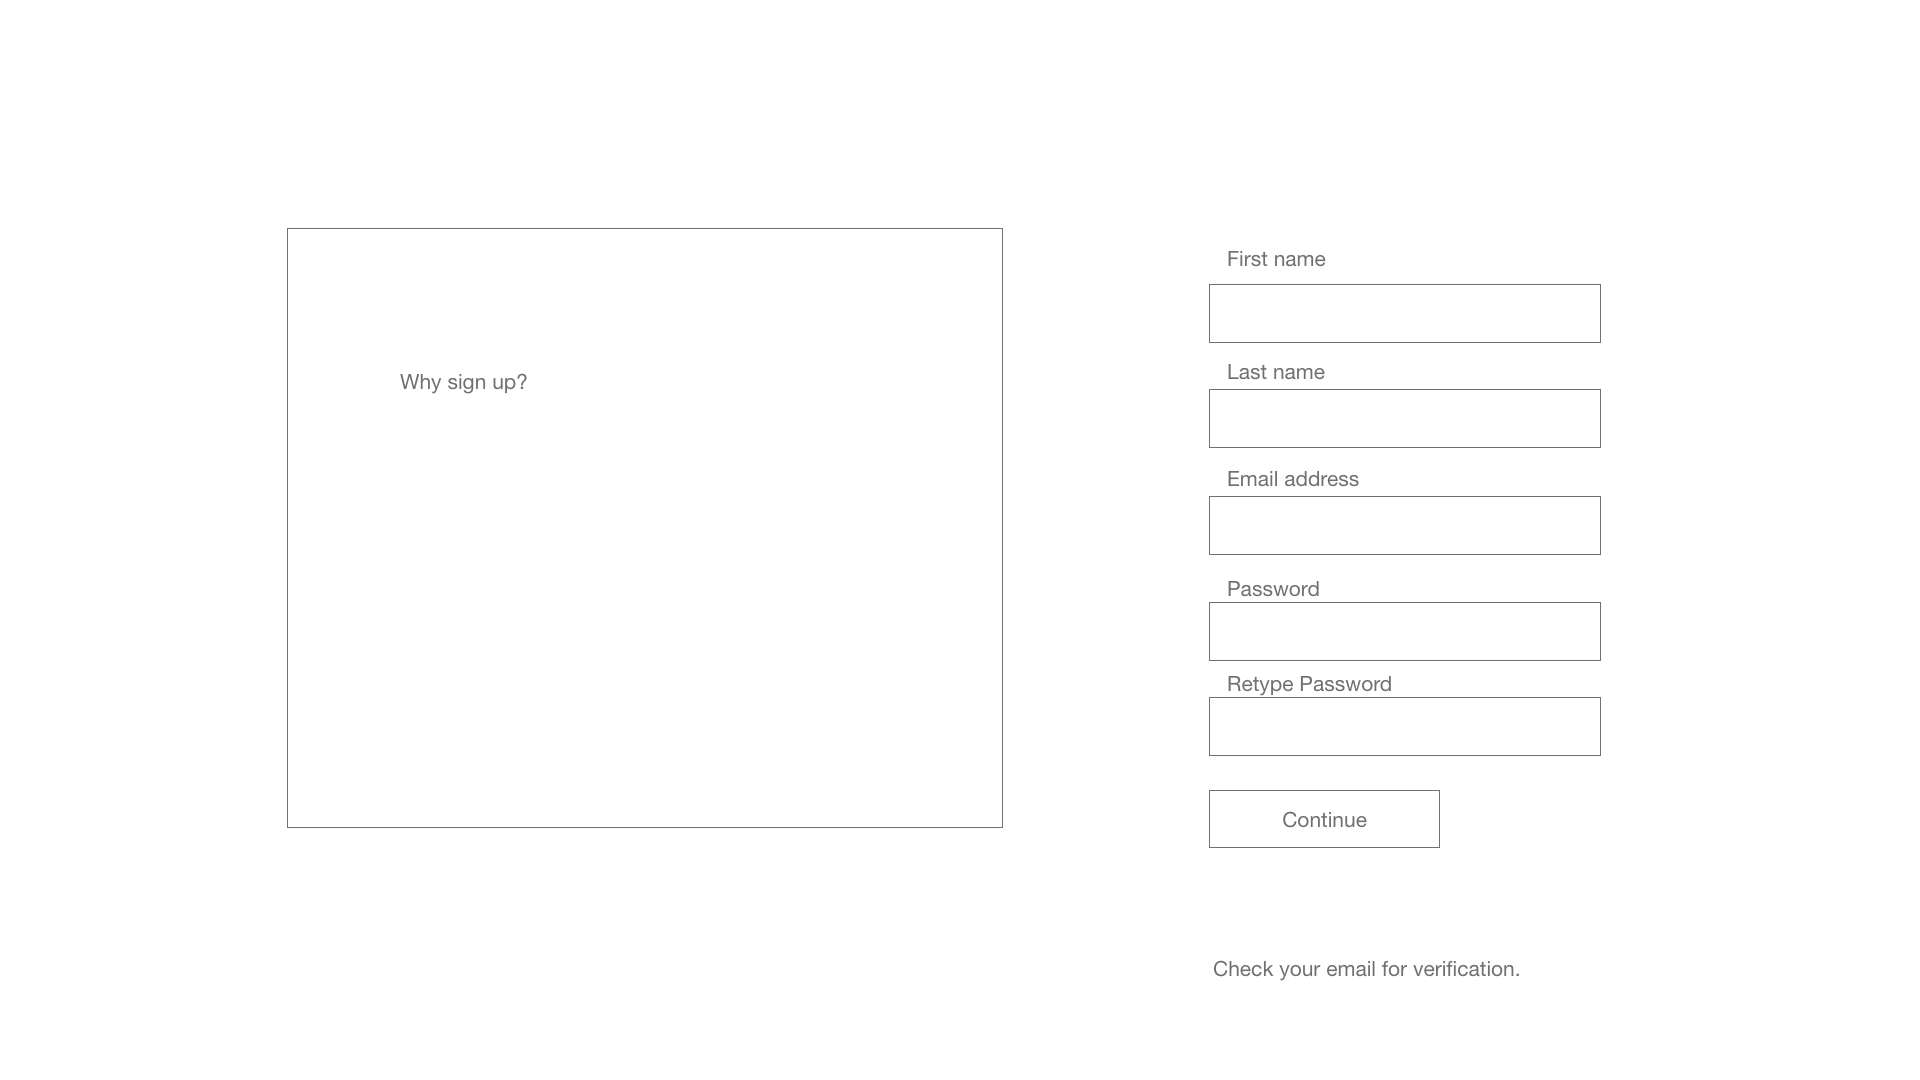 Why sign up?
First name
Last name
Email address
Password
Retype Password
Continue
Check your email for verification.